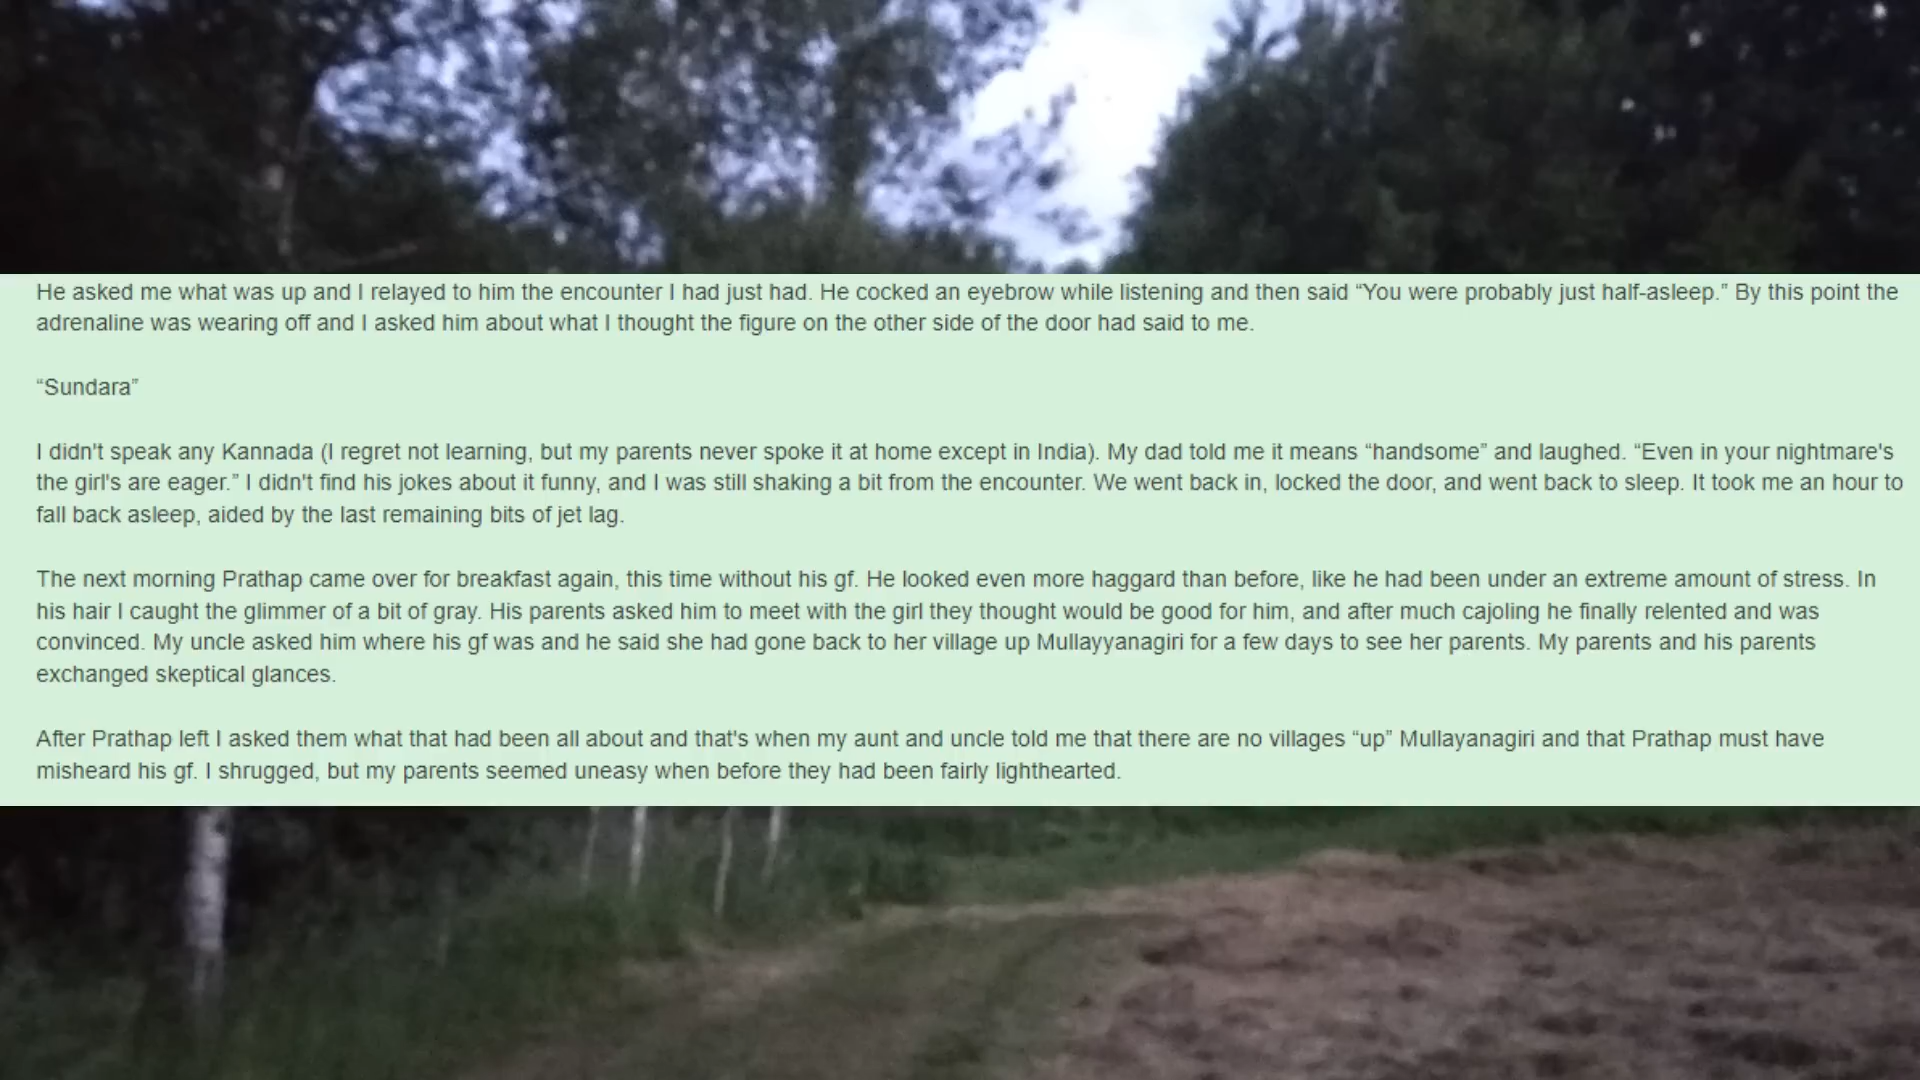 He asked me what was up and I relayed to him the encounter I had just had. He cocked an eyebrow while listening and then said “You were probably just half-asleep.” By this point the
adrenaline was wearing off and I asked him about what I thought the figure on the other side of the door had said to me.
“Sundara”
I didn't speak any Kannada (I regret not learning, but my parents never spoke it at home except in India). My dad told me it means “handsome” and laughed. “Even in your nightmare's
the girl's are eager.” I didn't find his jokes about it funny, and I was still shaking a bit from the encounter. We went back in, locked the door, and went back to sleep. It took me an hour to
fall back asleep, aided by the last remaining bits of jet lag.
The next morning Prathap came over for breakfast again, this time without his gf. He looked even more haggard than before, like he had been under an extreme amount of stress. In
his hair I caught the glimmer of a bit of gray. His parents asked him to meet with the girl they thought would be good for him, and after much cajoling he finally relented and was
convinced. My uncle asked him where his gf was and he said she had gone back to her village up Mullayyanagiri for a few days to see her parents. My parents and his parents
exchanged skeptical glances.
After Prathap left I asked them what that had been all about and that's when my aunt and uncle told me that there are no villages “up” Mullayanagiri and that Prathap must have
misheard his gf. I shrugged, but my parents seemed uneasy when before they had been fairly lighthearted.